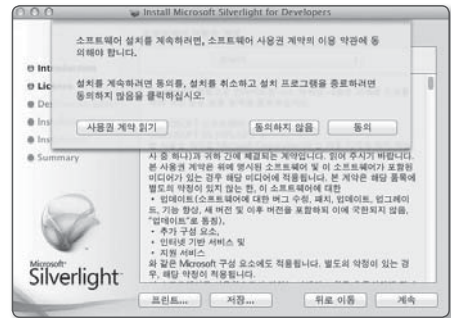 Install Microsoft Silverlight for Developers
소프트웨어 설치를 계속하려면, 소프트웨어 사용권 계약의 이용 약관에 동
의해야 합니다.
설치를 계속하려면 동의를, 설치를 취소하고 설치 프로그램을 종료하려면
동의하지 않음을 클릭하십시오.
사용권 계약 읽기
동의하지 않음
동의
Summary
사 중 하나)과 귀하 간에 체결되는 계약입니다. 읽어 주시기 바랍니다.
본 사용권 계약은 위에 명시된 소프트웨어 및 이 소프트웨어가 포함된
미디어가 있는 경우 해당 미디어에 적용됩니다. 본 계약은 해당 품목에
별도의 약정이 있지 않는 한, 이 소프트웨어에 대한
• 업데이트(소프트웨어에 대한 버그 수정, 패치, 업데이트, 업그레이
드, 기능 향상, 새 버전 및 이후 버전을 포함하되 이에 국한되지 않음,
"업데이트"로 통칭),
• 추가 구성 요소,
• 인터넷 기반 서비스 및
• 지원 서비스
와 같은 Microsoft 구성 요소에도 적용됩니다. 별도의 약정이 있는 경
우, 해당 약정이 적용됩니다.
Microsoft
Silverlight
프린트...
저장...
뒤로 이동
계속